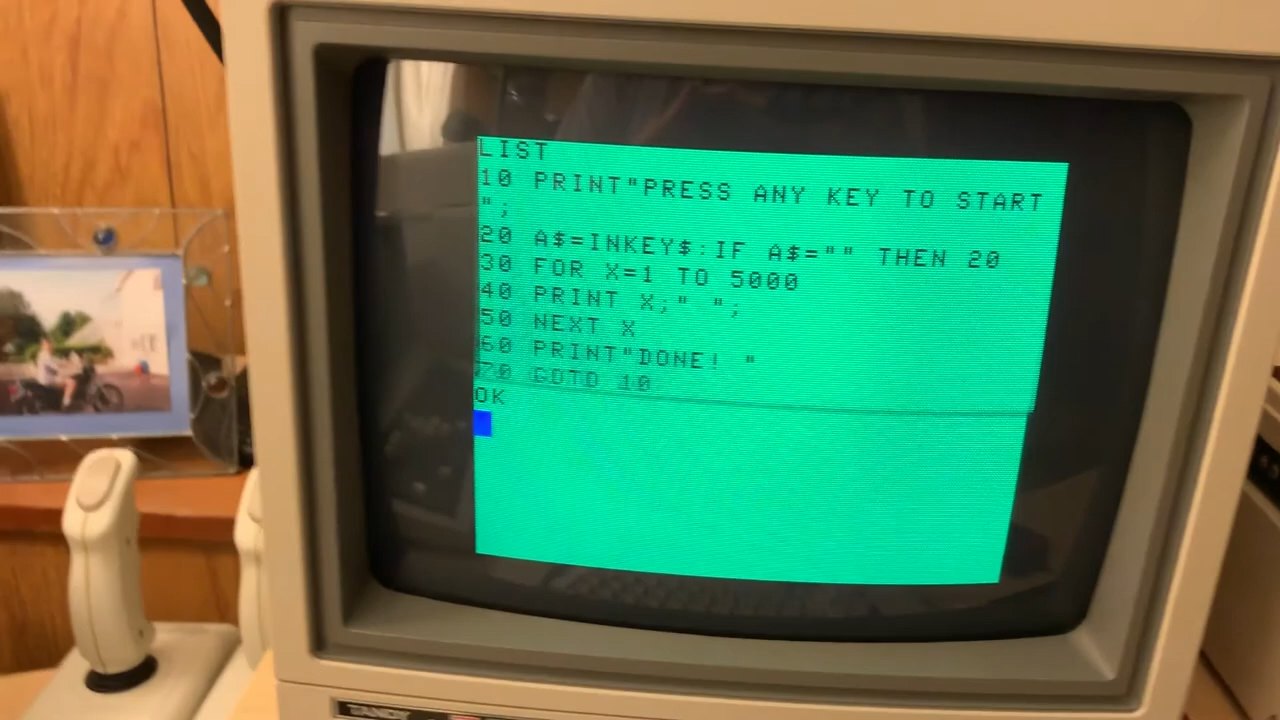 LIST
10 PRINT"PRESS ANY KEY TO START
";
20 A$=INKEY$:IF A$="" THEN 20
30 FOR X=1 TO 5000
40 PRINT X;" ";
50 NEXT X
60 PRINT"DONE! "
70 GOTO 10
OK
TANDY